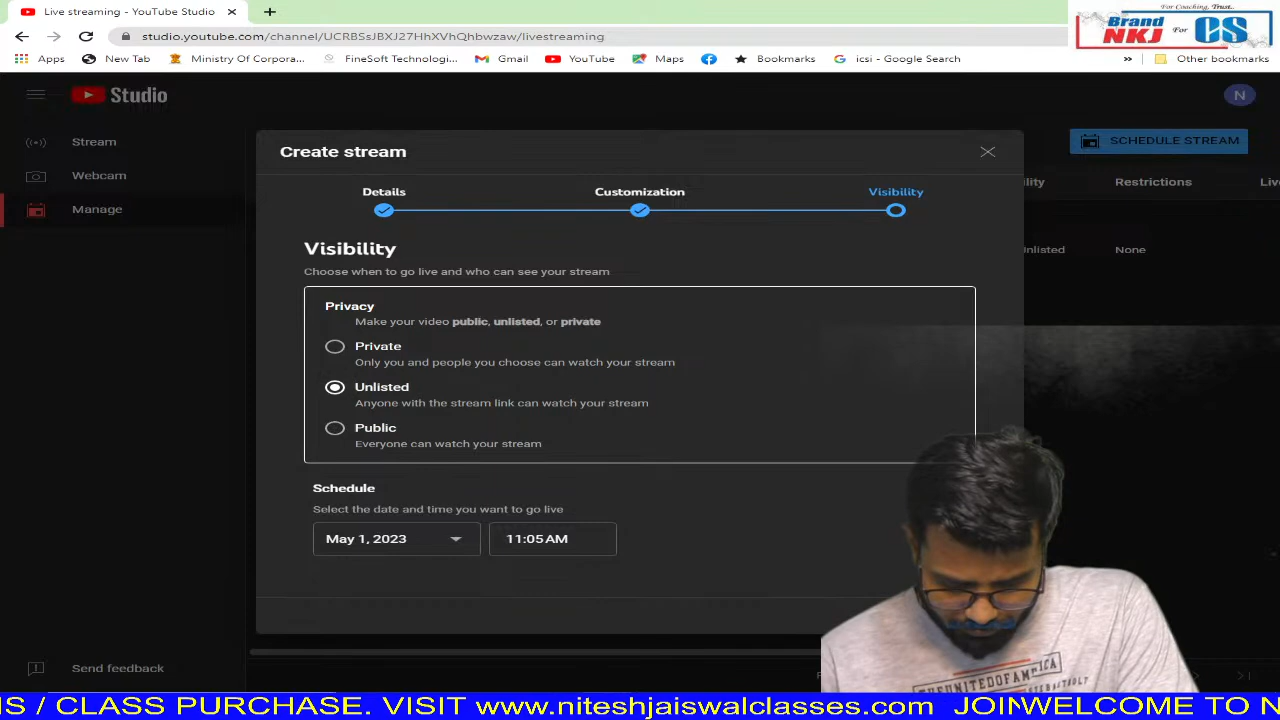 Live streaming - YouTube Studio
For Coaching, Trust..
Brand NKJ For CS
studio.youtube.com/channel/UCRBSsJBXJ27HhXVhQqHbwzaw/livestreaming
Apps New Tab Ministry Of Corpora... FineSoft Technologi... Gmail YouTube Maps Bookmarks icsi - Google Search » Other bookmarks
Studio
N
Stream
SCHEDULE STREAM
Webcam
Manage
Create stream
Details Customization Visibility
Restrictions
Visibility
Choose when to go live and who can see your stream
None
Privacy
Make your video public, unlisted, or private
Private
Only you and people you choose can watch your stream
Unlisted
Anyone with the stream link can watch your stream
Public
Everyone can watch your stream
Schedule
Select the date and time you want to go live
May 1, 2023
11:05 AM
Send feedback
THEUNITEDOFAMERICA
S / CLASS PURCHASE. VISIT www.niteshjaiswalclasses.com JOINWELCOME TO N